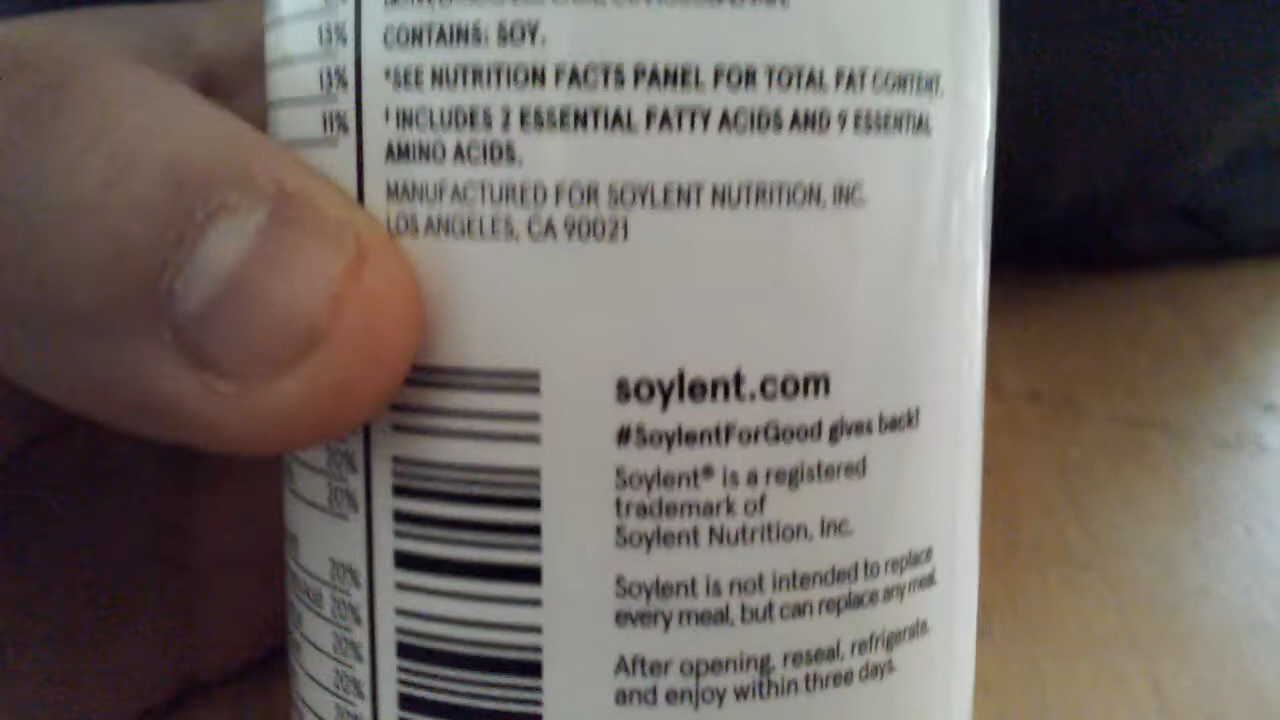 13%
CONTAINS: SOY.
13%
*SEE NUTRITION FACTS PANEL FOR TOTAL FAT CONTENT.
11%
† INCLUDES 2 ESSENTIAL FATTY ACIDS AND 9 ESSENTIAL
AMINO ACIDS.
MANUFACTURED FOR SOYLENT NUTRITION, INC.
LOS ANGELES, CA 90021
soylent.com
#SoylentForGood gives back!
Soylent® is a registered
trademark of
Soylent Nutrition, Inc.
Soylent is not intended to replace
every meal, but can replace any meal.
After opening, reseal, refrigerate,
and enjoy within three days.
20%
20%
20%
20%
20%
20%